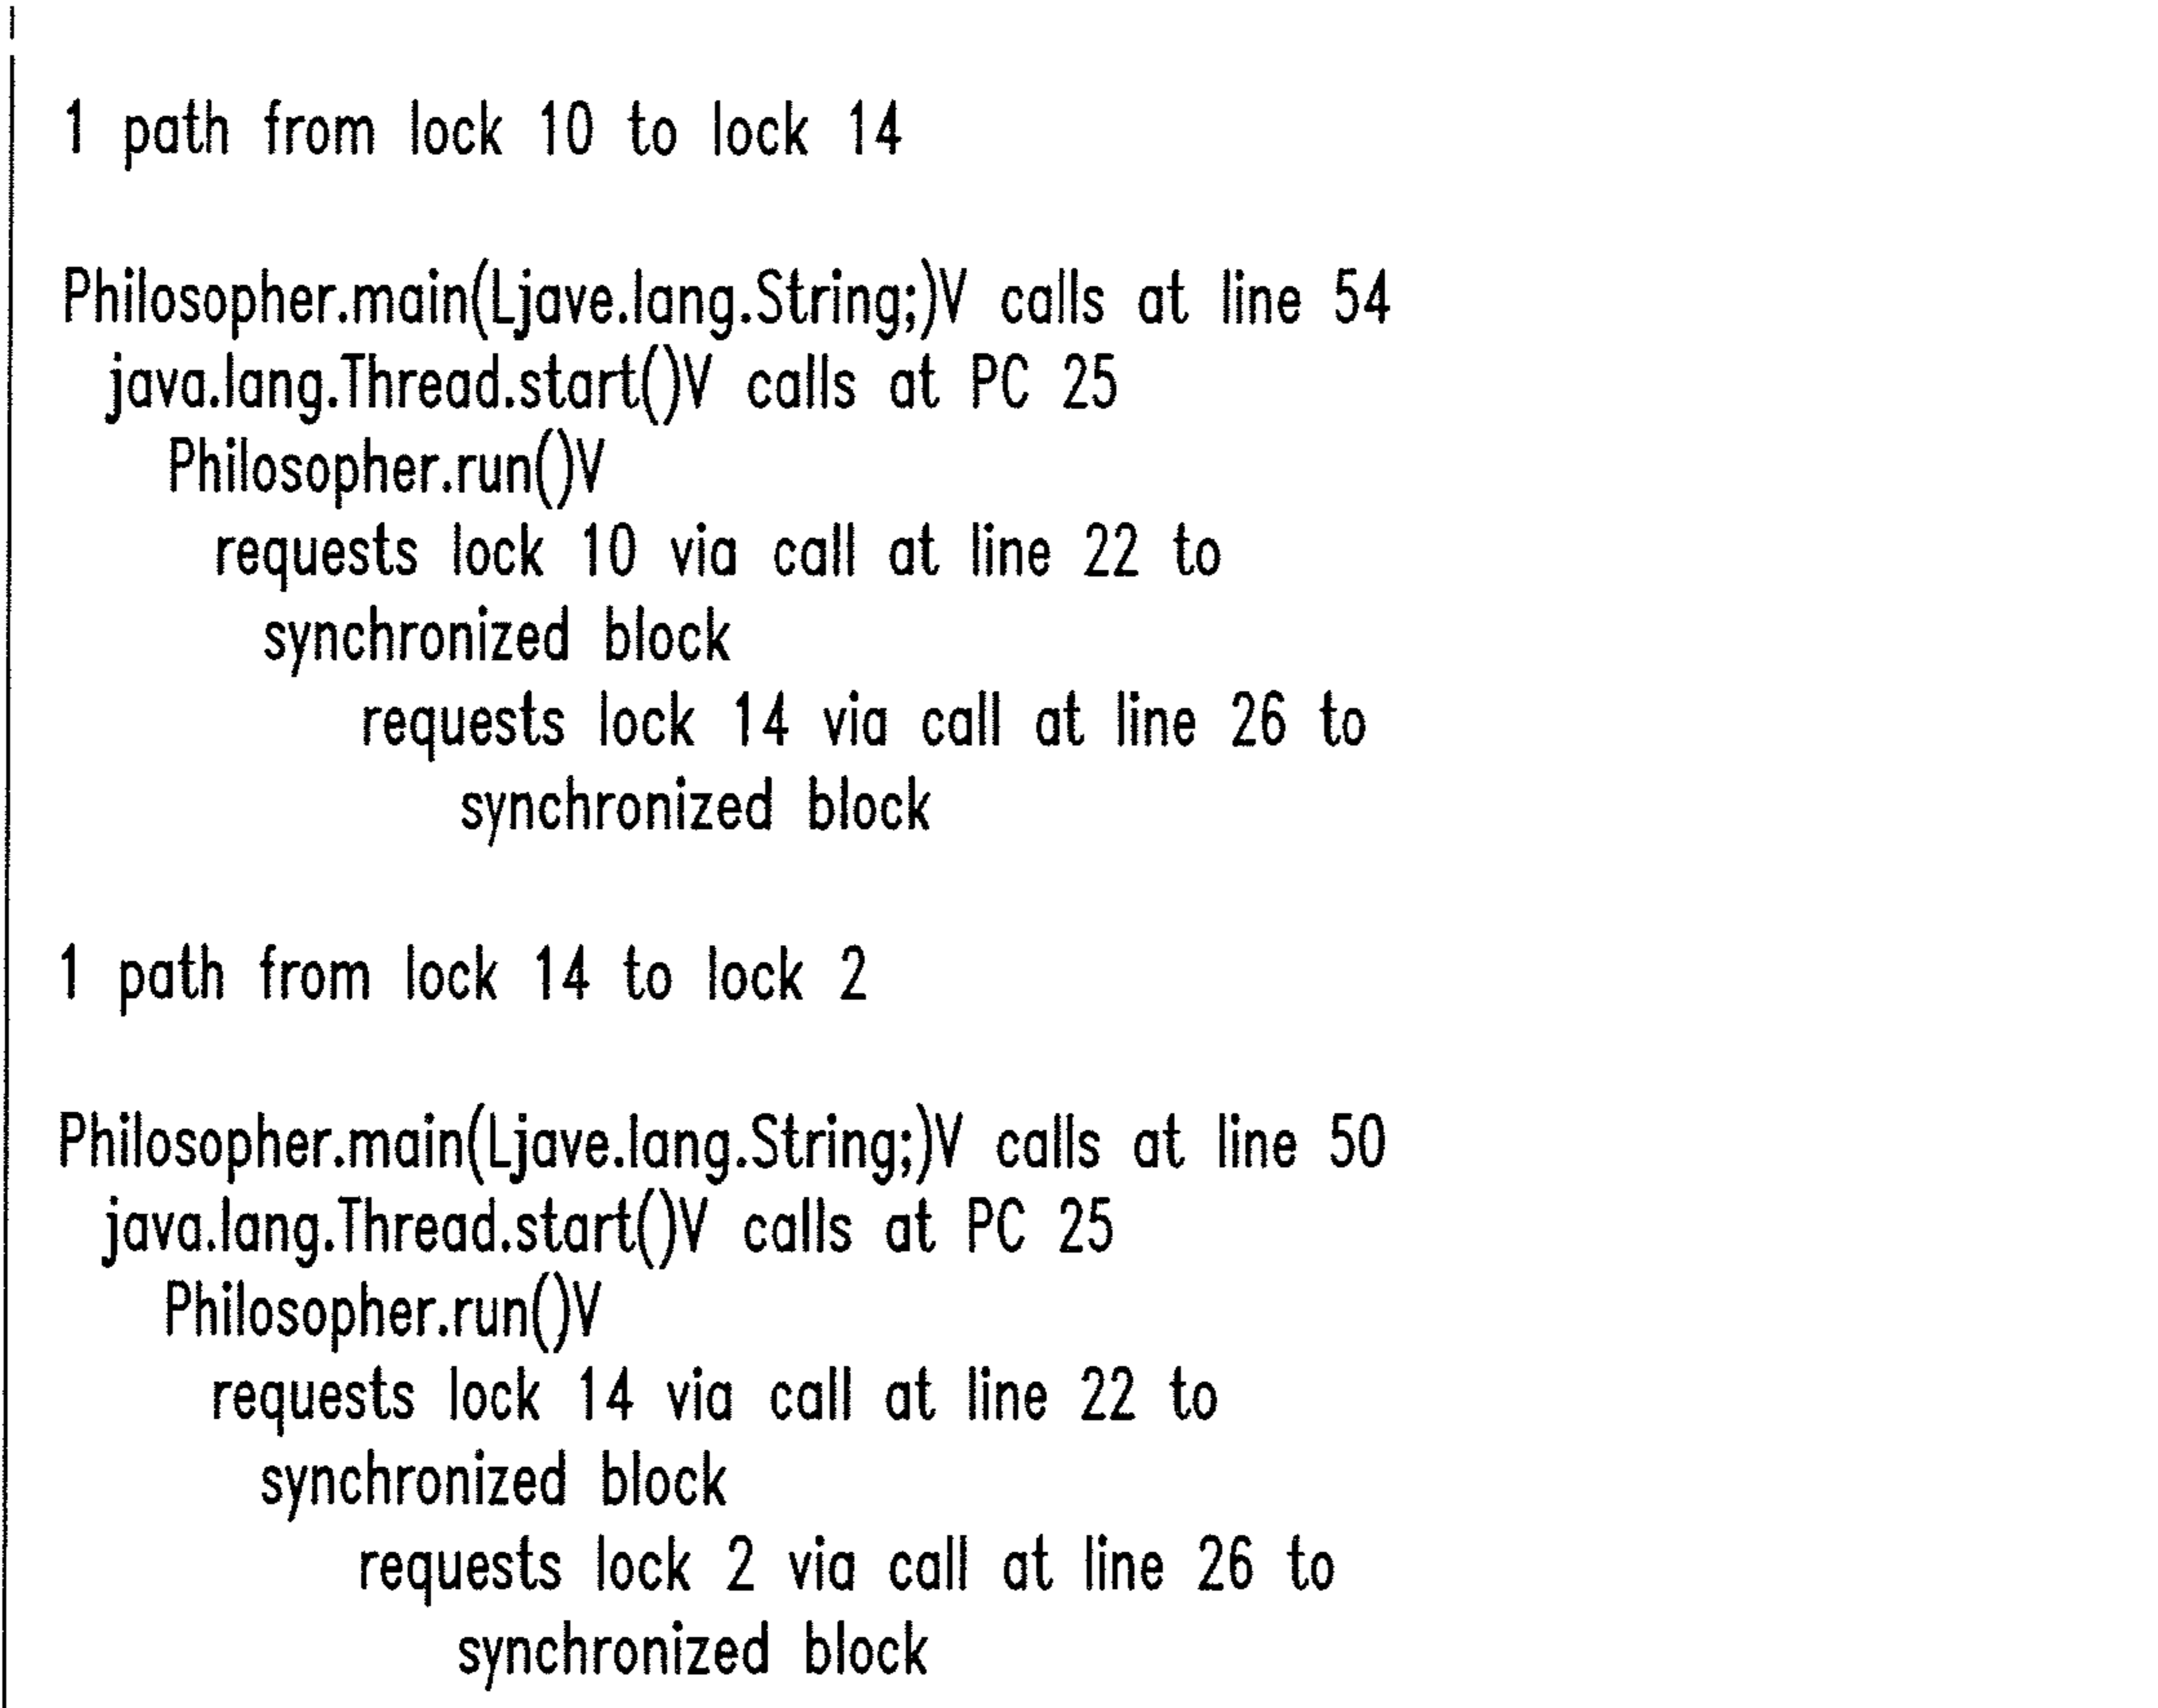 1 path from lock 10 to lock 14
Philosopher.main(Ljave.lang.String;)V calls at line 54
java.lang.Thread.start()V calls at PC 25
Philosopher.run()V
requests lock 10 via call at line 22 to
synchronized block
requests lock 14 via call at line 26 to
synchronized block
1 path from lock 14 to lock 2
Philosopher.main(Ljave.lang.String;)V calls at line 50
java.lang.Thread.start()V calls at PC 25
Philosopher.run()V
requests lock 14 via call at line 22 to
synchronized block
requests lock 2 via call at line 26 to
synchronized block